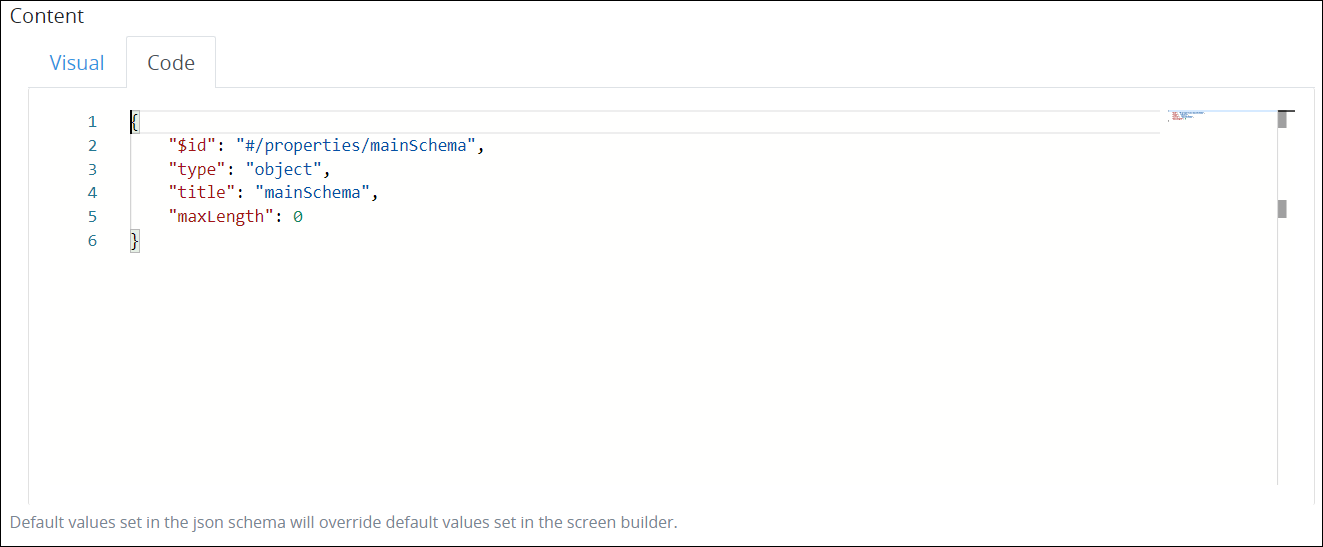 Content
Visual Code
1 {
2 "$id": "#/properties/mainSchema",
3 "type": "object",
4 "title": "mainSchema",
5 "maxLength": 0
6 }
Default values set in the json schema will override default values set in the screen builder.